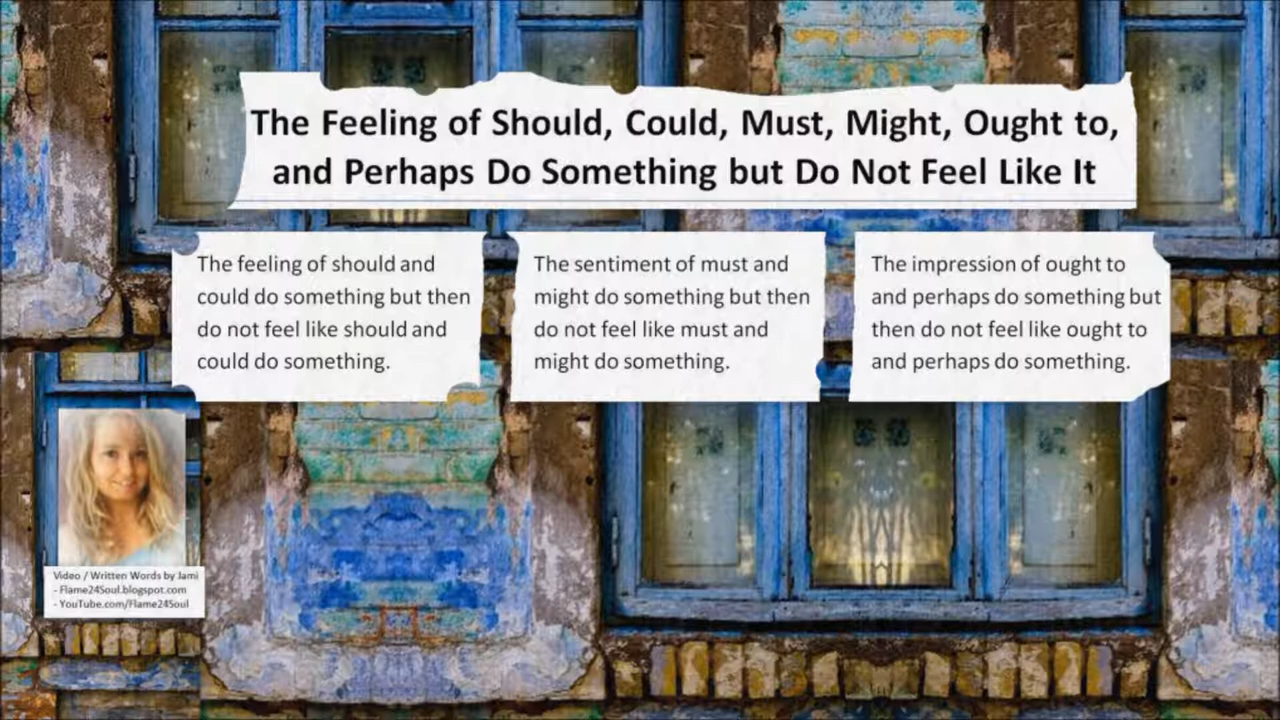 The Feeling of Should, Could, Must, Might, Ought to,
and Perhaps Do Something but Do Not Feel Like It
The feeling of should and
could do something but then
do not feel like should and
could do something.
The sentiment of must and
might do something but then
do not feel like must and
might do something.
The impression of ought to
and perhaps do something but
then do not feel like ought to
and perhaps do something.
Video / Written Words by Jami
- Flame24Soul.blogspot.com
- YouTube.com/Flame24Soul